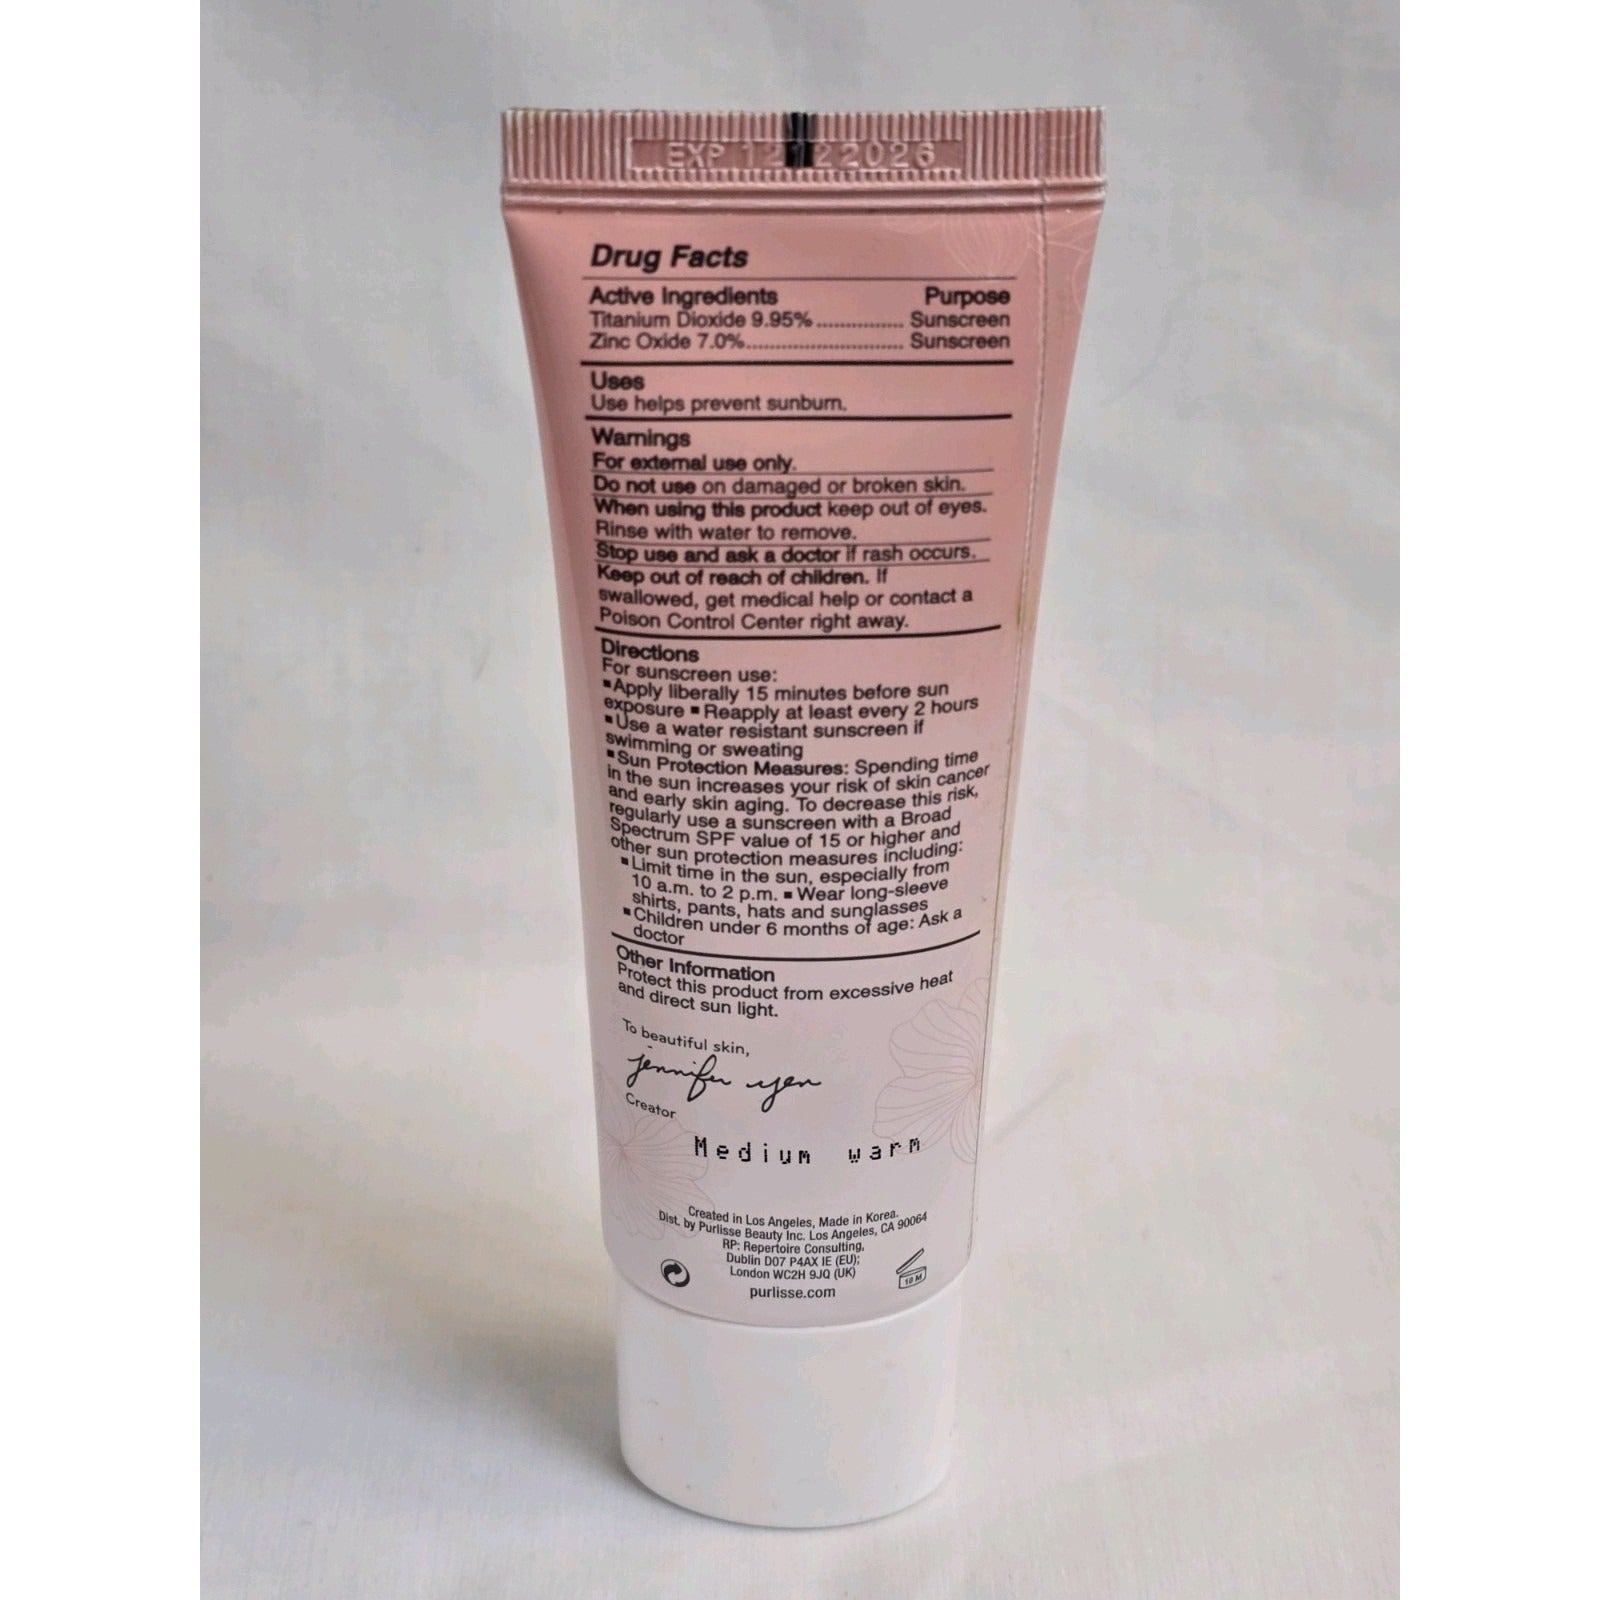 EXP 12 22026
Drug Facts
Active Ingredients Purpose
Titanium Dioxide 9.95%................ Sunscreen
Zinc Oxide 7.0%............................ Sunscreen
Uses
Use helps prevent sunburn.
Warnings
For external use only.
Do not use on damaged or broken skin.
When using this product keep out of eyes.
Rinse with water to remove.
Stop use and ask a doctor if rash occurs.
Keep out of reach of children. If
swallowed, get medical help or contact a
Poison Control Center right away.
Directions
For sunscreen use:
▪Apply liberally 15 minutes before sun
exposure ▪ Reapply at least every 2 hours
▪Use a water resistant sunscreen if
swimming or sweating
▪Sun Protection Measures: Spending time
in the sun increases your risk of skin cancer
and early skin aging. To decrease this risk,
regularly use a sunscreen with a Broad
Spectrum SPF value of 15 or higher and
other sun protection measures including:
▪Limit time in the sun, especially from
10 a.m. to 2 p.m. ▪ Wear long-sleeve
shirts, pants, hats and sunglasses
▪Children under 6 months of age: Ask a
doctor
Other Information
Protect this product from excessive heat
and direct sun light.
To beautiful skin,
jennifer yen
Creator
Medium warm
Created in Los Angeles, Made in Korea.
Dist. by Purlisse Beauty Inc. Los Angeles, CA 90064
RP: Repertoire Consulting,
Dublin D07 P4AX IE (EU);
London WC2H 9JQ (UK)
purlisse.com